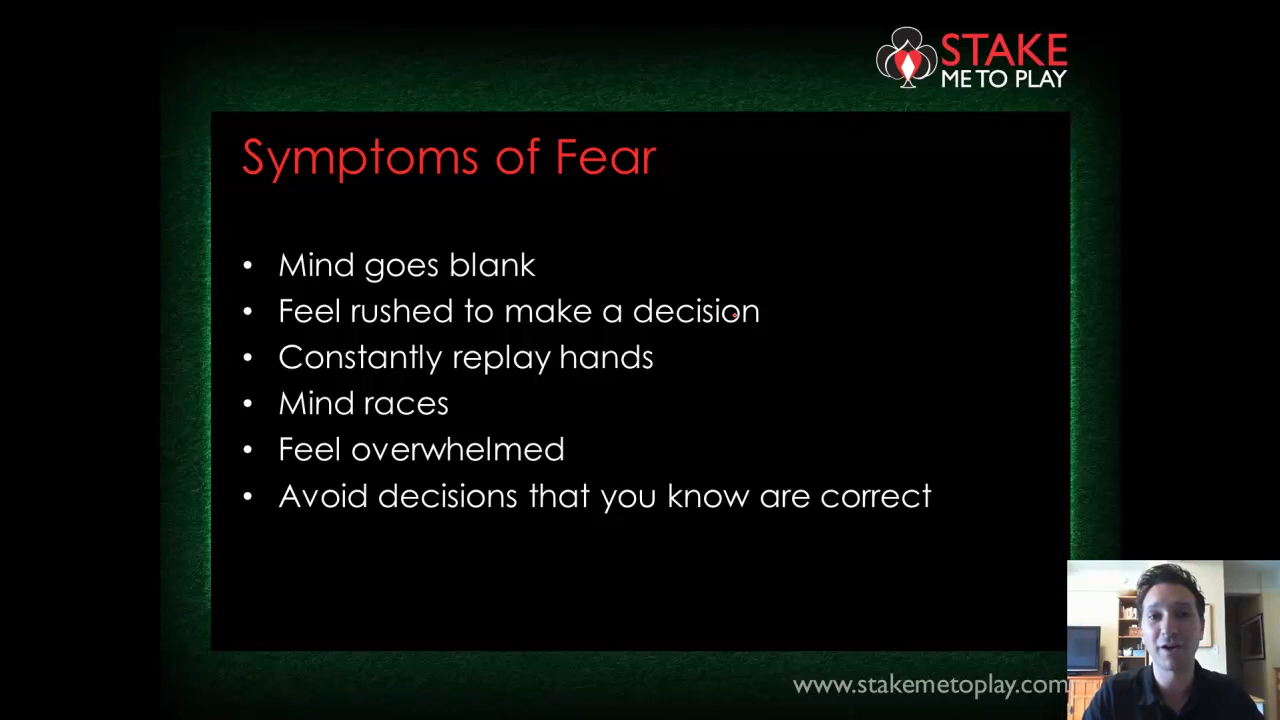 STAKE
ME TO PLAY
Symptoms of Fear
• Mind goes blank
• Feel rushed to make a decision
• Constantly replay hands
• Mind races
• Feel overwhelmed
• Avoid decisions that you know are correct
www.stakemetoplay.com